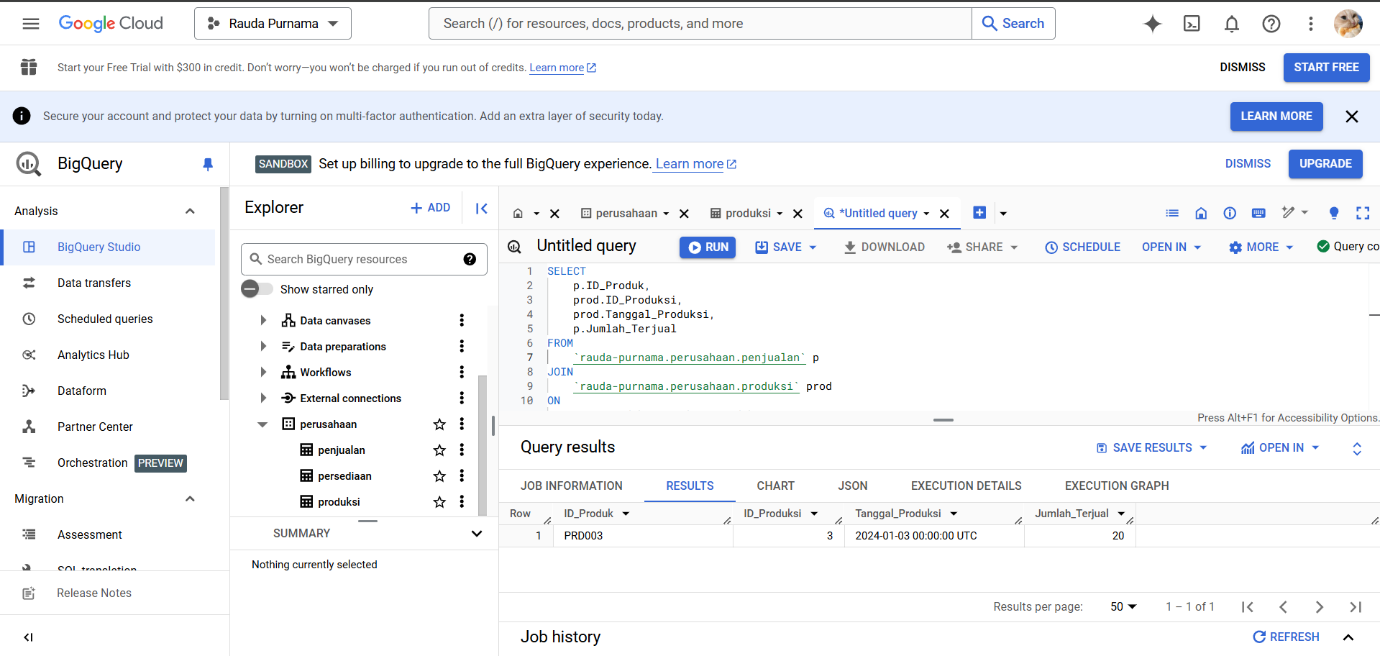 Google Cloud
Rauda Purnama
Search (/) for resources, docs, products, and more
Search
Start your Free Trial with $300 in credit. Don't worry—you won't be charged if you run out of credits. Learn more
DISMISS
START FREE
Secure your account and protect your data by turning on multi-factor authentication. Add an extra layer of security today.
LEARN MORE
BigQuery
SANDBOX Set up billing to upgrade to the full BigQuery experience. Learn more
DISMISS
UPGRADE
Analysis
BigQuery Studio
Data transfers
Scheduled queries
Analytics Hub
Dataform
Partner Center
Orchestration PREVIEW
Migration
Assessment
SQL translation
Release Notes
Explorer
+ ADD
Search BigQuery resources
Show starred only
Data canvases
Data preparations
Workflows
External connections
perusahaan
penjualan
persediaan
produksi
SUMMARY
Nothing currently selected
perusahaan
produksi
*Untitled query
Untitled query
RUN
SAVE
DOWNLOAD
SHARE
SCHEDULE
OPEN IN
MORE
Query co
1 SELECT
2 p.ID_Produk,
3 prod.ID_Produksi,
4 prod.Tanggal_Produksi,
5 p.Jumlah_Terjual
6 FROM
7 `rauda-purnama.perusahaan.penjualan` p
8 JOIN
9 `rauda-purnama.perusahaan.produksi` prod
10 ON
Press Alt+F1 for Accessibility Options.
Query results
SAVE RESULTS
OPEN IN
JOB INFORMATION RESULTS CHART JSON EXECUTION DETAILS EXECUTION GRAPH
Row ID_Produk ID_Produksi Tanggal_Produksi Jumlah_Terjual
1 PRD003 3 2024-01-03 00:00:00 UTC 20
Results per page: 50 1 – 1 of 1
Job history
REFRESH